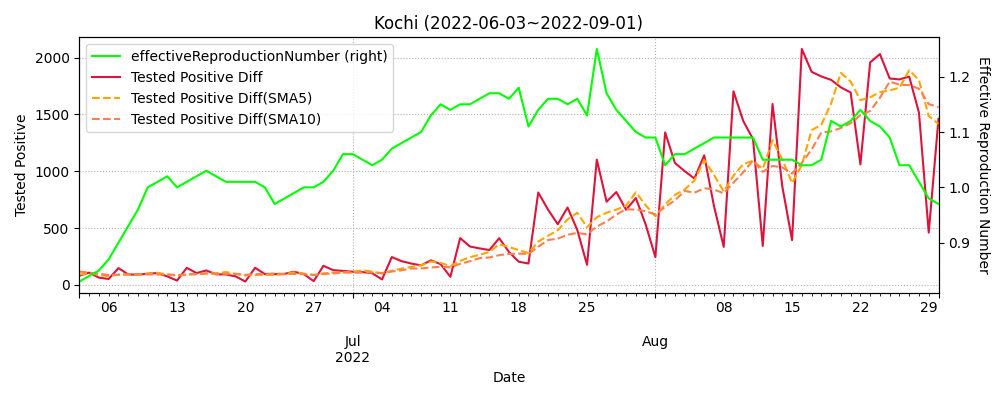 Kochi (2022-06-03~2022-09-01)
effectiveReproductionNumber (right)
Tested Positive Diff
Tested Positive Diff(SMA5)
Tested Positive Diff(SMA10)
Tested Positive
2000
1500
1000
500
0
Effective Reproduction Number
1.2
1.1
1.0
0.9
06 13 20 27 04 11 18 25 08 15 22 29
Jul Aug
2022
Date